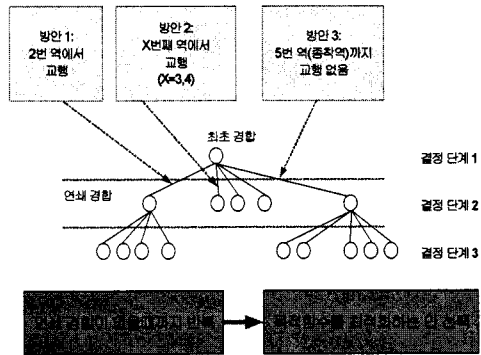 방안 1:
2번 역에서
교행
방안 2:
X번째 역에서
교행
(X=3,4)
방안 3:
5번 역(종착역)까지
교행 없음
최초 경합
결정 단계 1
연쇄 경합
결정 단계 2
결정 단계 3